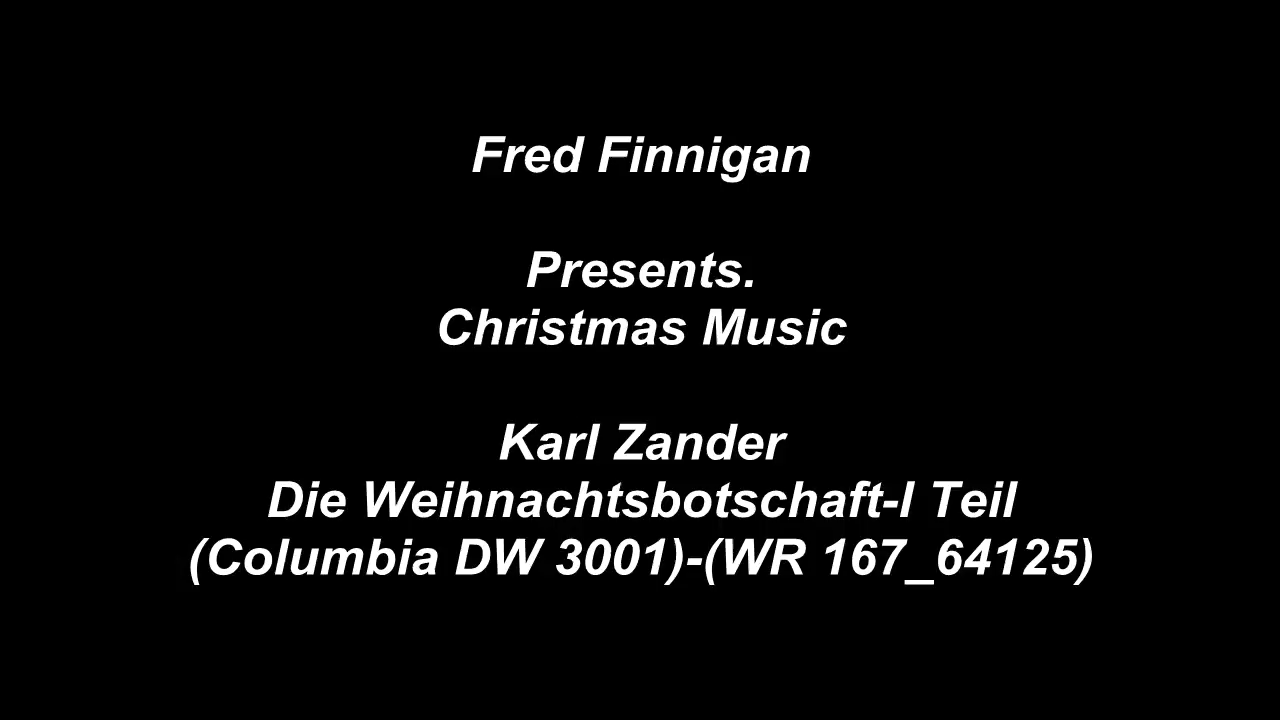 Fred Finnigan
Presents.
Christmas Music
Karl Zander
Die Weihnachtsbotschaft-I Teil
(Columbia DW 3001)-(WR 167_64125)